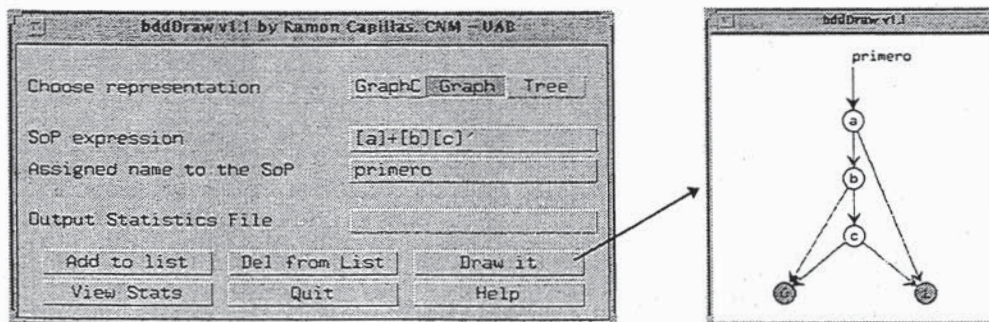 bddDraw v1.1 by Ramon Capillas. CNM - UAB
Choose representation GraphC Graph Tree
SoP expression [a]+[b][c]'
Assigned name to the SoP primero
Output Statistics File
Add to list Del from List Draw it
View Stats Quit Help
bddDraw v1.1
primero
a
b
c
0 1